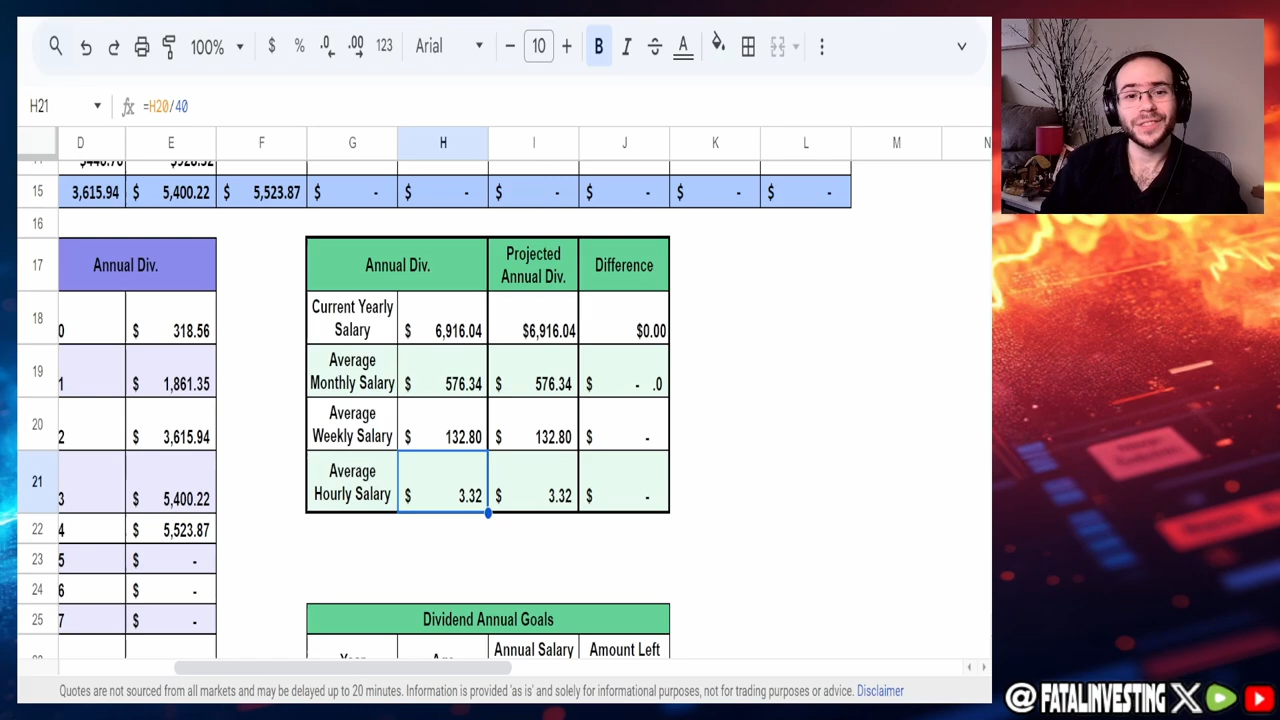 100% $ % .0 .00 123 Arial − 10 + B I S A
H21 fx =H20/40
D E F G H I J K L M N
15 3,615.94 $ 5,400.22 $ 5,523.87 $ - $ - $ - $ - $ - $ -
16
17 Annual Div. Annual Div. Projected Annual Div. Difference
18 0 $ 318.56 Current Yearly Salary $ 6,916.04 $6,916.04 $0.00
19 1 $ 1,861.35 Average Monthly Salary $ 576.34 $ 576.34 $ - .0
20 2 $ 3,615.94 Average Weekly Salary $ 132.80 $ 132.80 $ -
21 3 $ 5,400.22 Average Hourly Salary $ 3.32 $ 3.32 $ -
22 4 $ 5,523.87
23 5 $ -
24 6 $ -
25 7 $ -
Dividend Annual Goals
Annual Salary Amount Left
Quotes are not sourced from all markets and may be delayed up to 20 minutes. Information is provided 'as is' and solely for informational purposes, not for trading purposes or advice. Disclaimer
@FATALINVESTING X